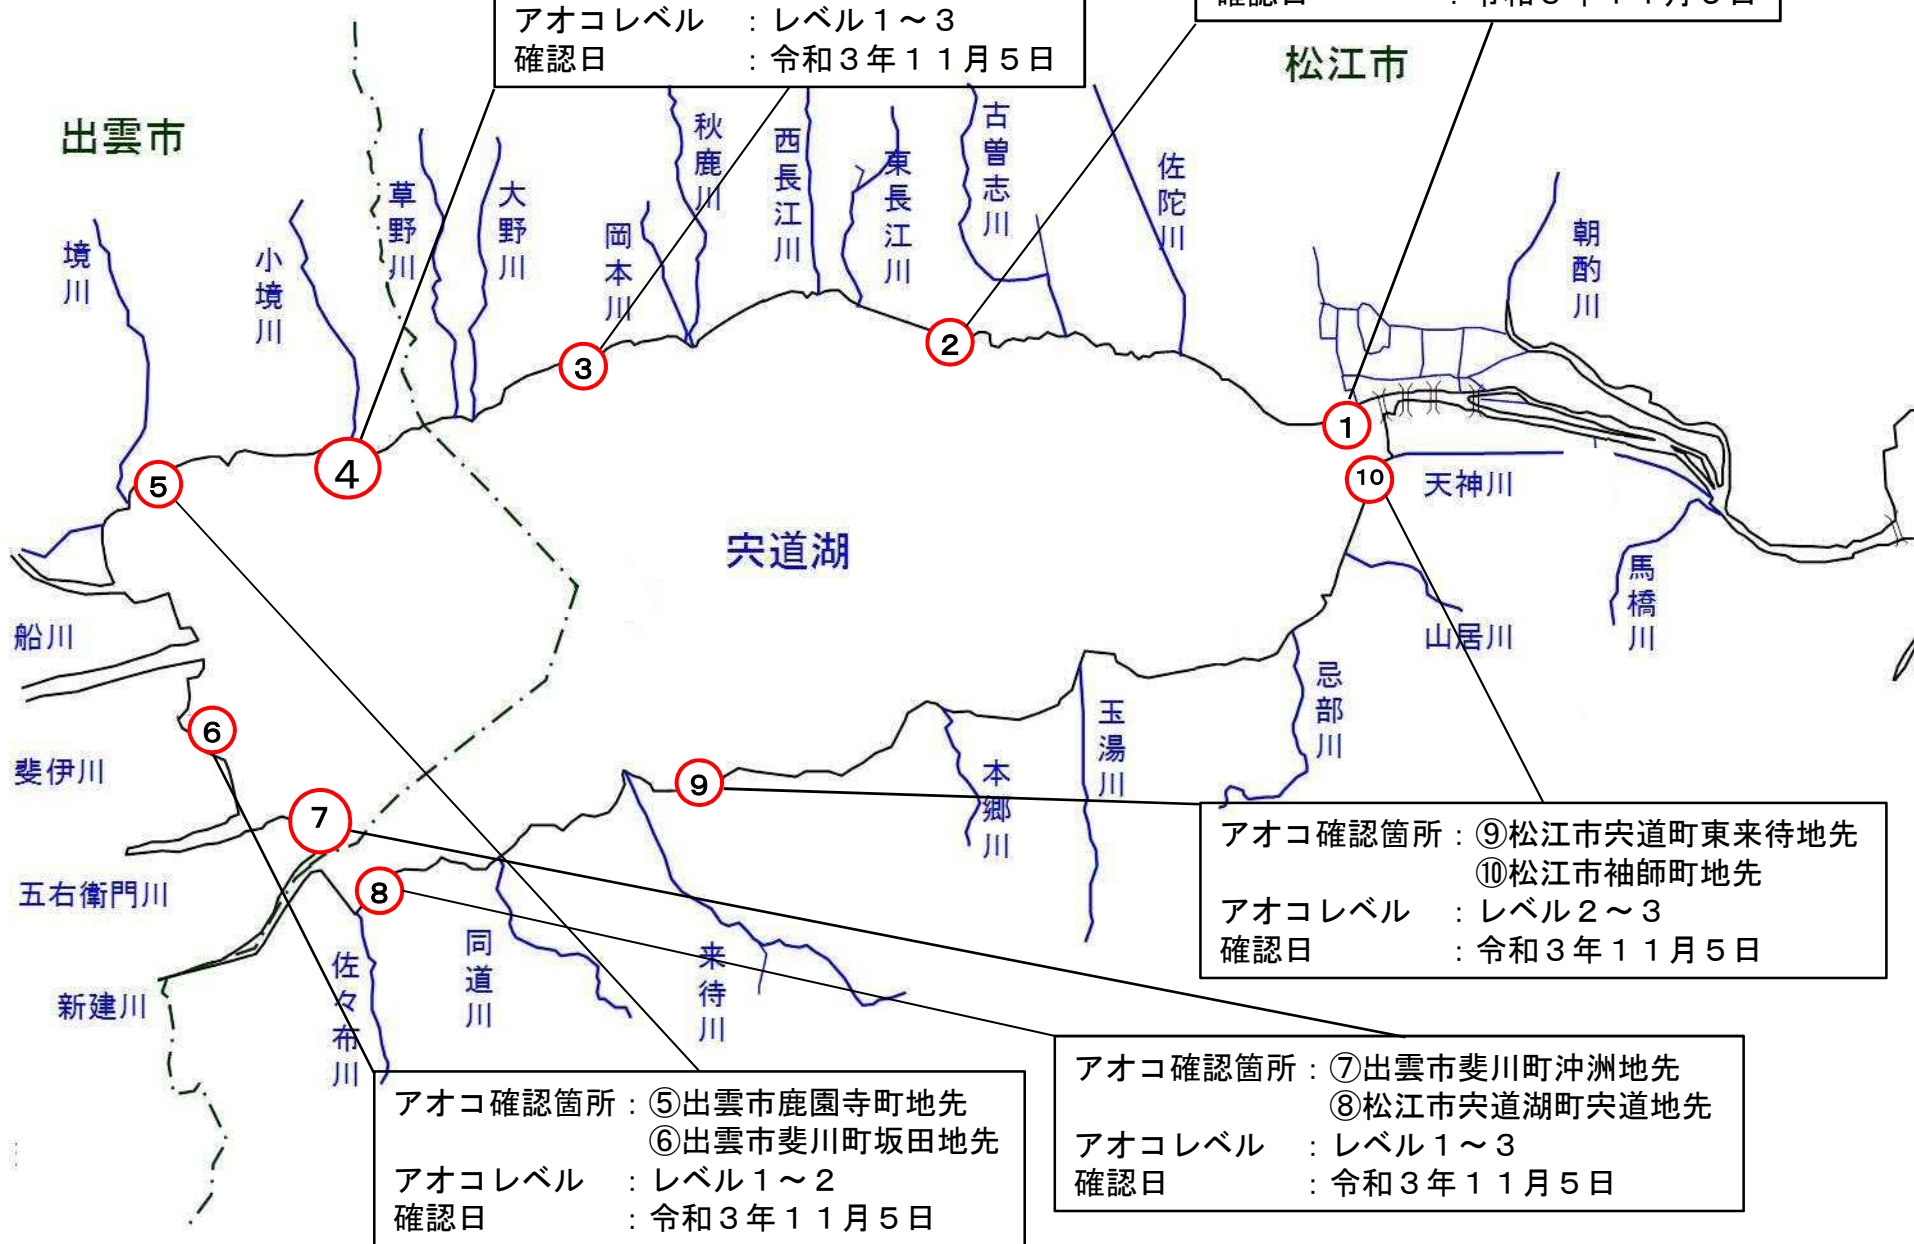 アオコレベル　：レベル１～３
確認日　：令和３年１１月５日
松江市
出雲市
境川
小境川
草野川
大野川
岡本川
秋鹿川
西長江川
東長江川
古曽志川
佐陀川
朝酌川
①
②
③
④
⑤
⑥
⑦
⑧
⑨
⑩
宍道湖
天神川
馬橋川
山居川
忌部川
玉湯川
本郷川
来待川
同道川
佐々布川
船川
斐伊川
五右衛門川
新建川
アオコ確認箇所：⑨松江市宍道町東来待地先
⑩松江市袖師町地先
アオコレベル　：レベル２～３
確認日　：令和３年１１月５日
アオコ確認箇所：⑦出雲市斐川町沖洲地先
⑧松江市宍道湖町宍道地先
アオコレベル　：レベル１～３
確認日　：令和３年１１月５日
アオコ確認箇所：⑤出雲市鹿園寺町地先
⑥出雲市斐川町坂田地先
アオコレベル　：レベル１～２
確認日　：令和３年１１月５日